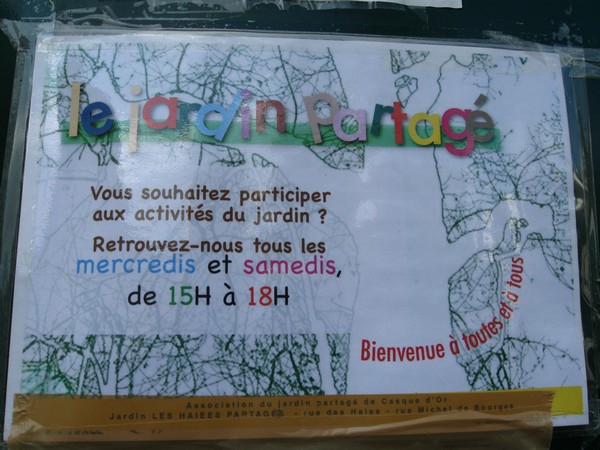 le jardin partagé
Vous souhaitez participer
aux activités du jardin ?
Retrouvez-nous tous les
mercredis et samedis,
de 15H à 18H
Bienvenue à toutes et à tous
Association du jardin partagé de Casque d'Or
Jardin LES HAIES PARTAGES - rue des Haies - rue Michel de Bourges